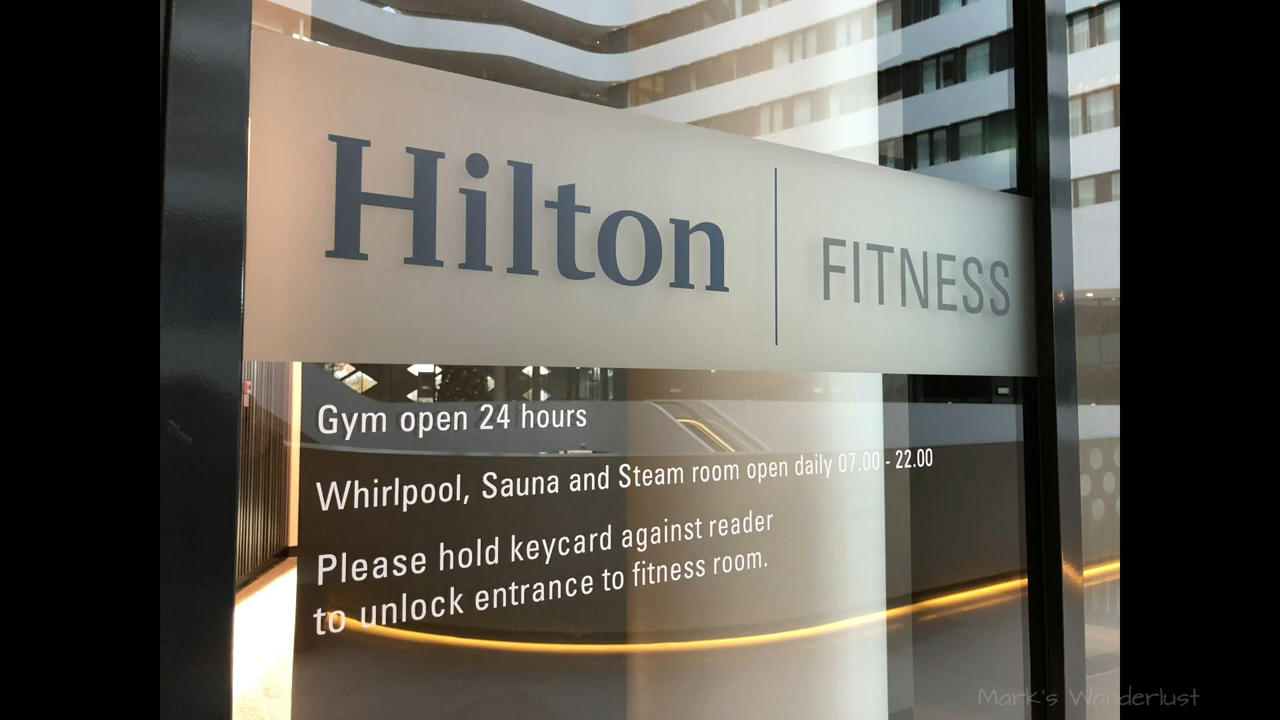 Hilton | FITNESS
Gym open 24 hours
Whirlpool, Sauna and Steam room open daily 07.00 - 22.00
Please hold keycard against reader
to unlock entrance to fitness room.
Mark's Wanderlust